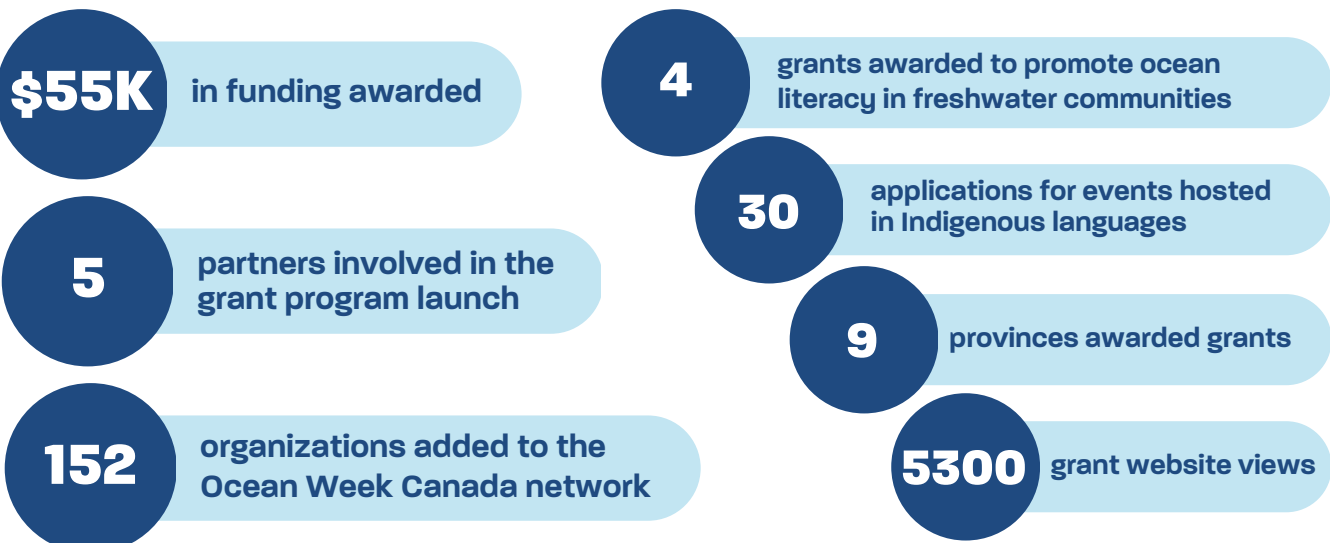 $55K
in funding awarded
5
partners involved in the
grant program launch
152
organizations added to the
Ocean Week Canada network
4
grants awarded to promote ocean
literacy in freshwater communities
30
applications for events hosted
in Indigenous languages
9
provinces awarded grants
5300
grant website views